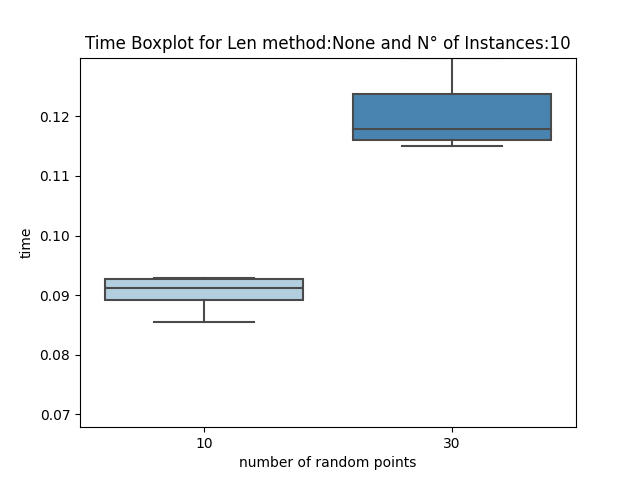 Time Boxplot for Len method:None and N° of Instances:10
time
0.12
0.11
0.10
0.09
0.08
0.07
10 30
number of random points